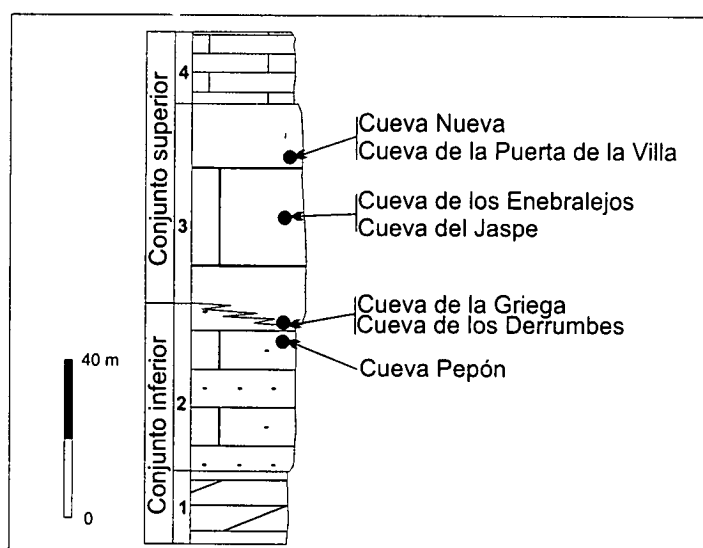 Conjunto superior
4
3
Cueva Nueva
Cueva de la Puerta de la Villa
Cueva de los Enebralejos
Cueva del Jaspe
Conjunto inferior
2
1
Cueva de la Griega
Cueva de los Derrumbes
Cueva Pepón
40 m
0